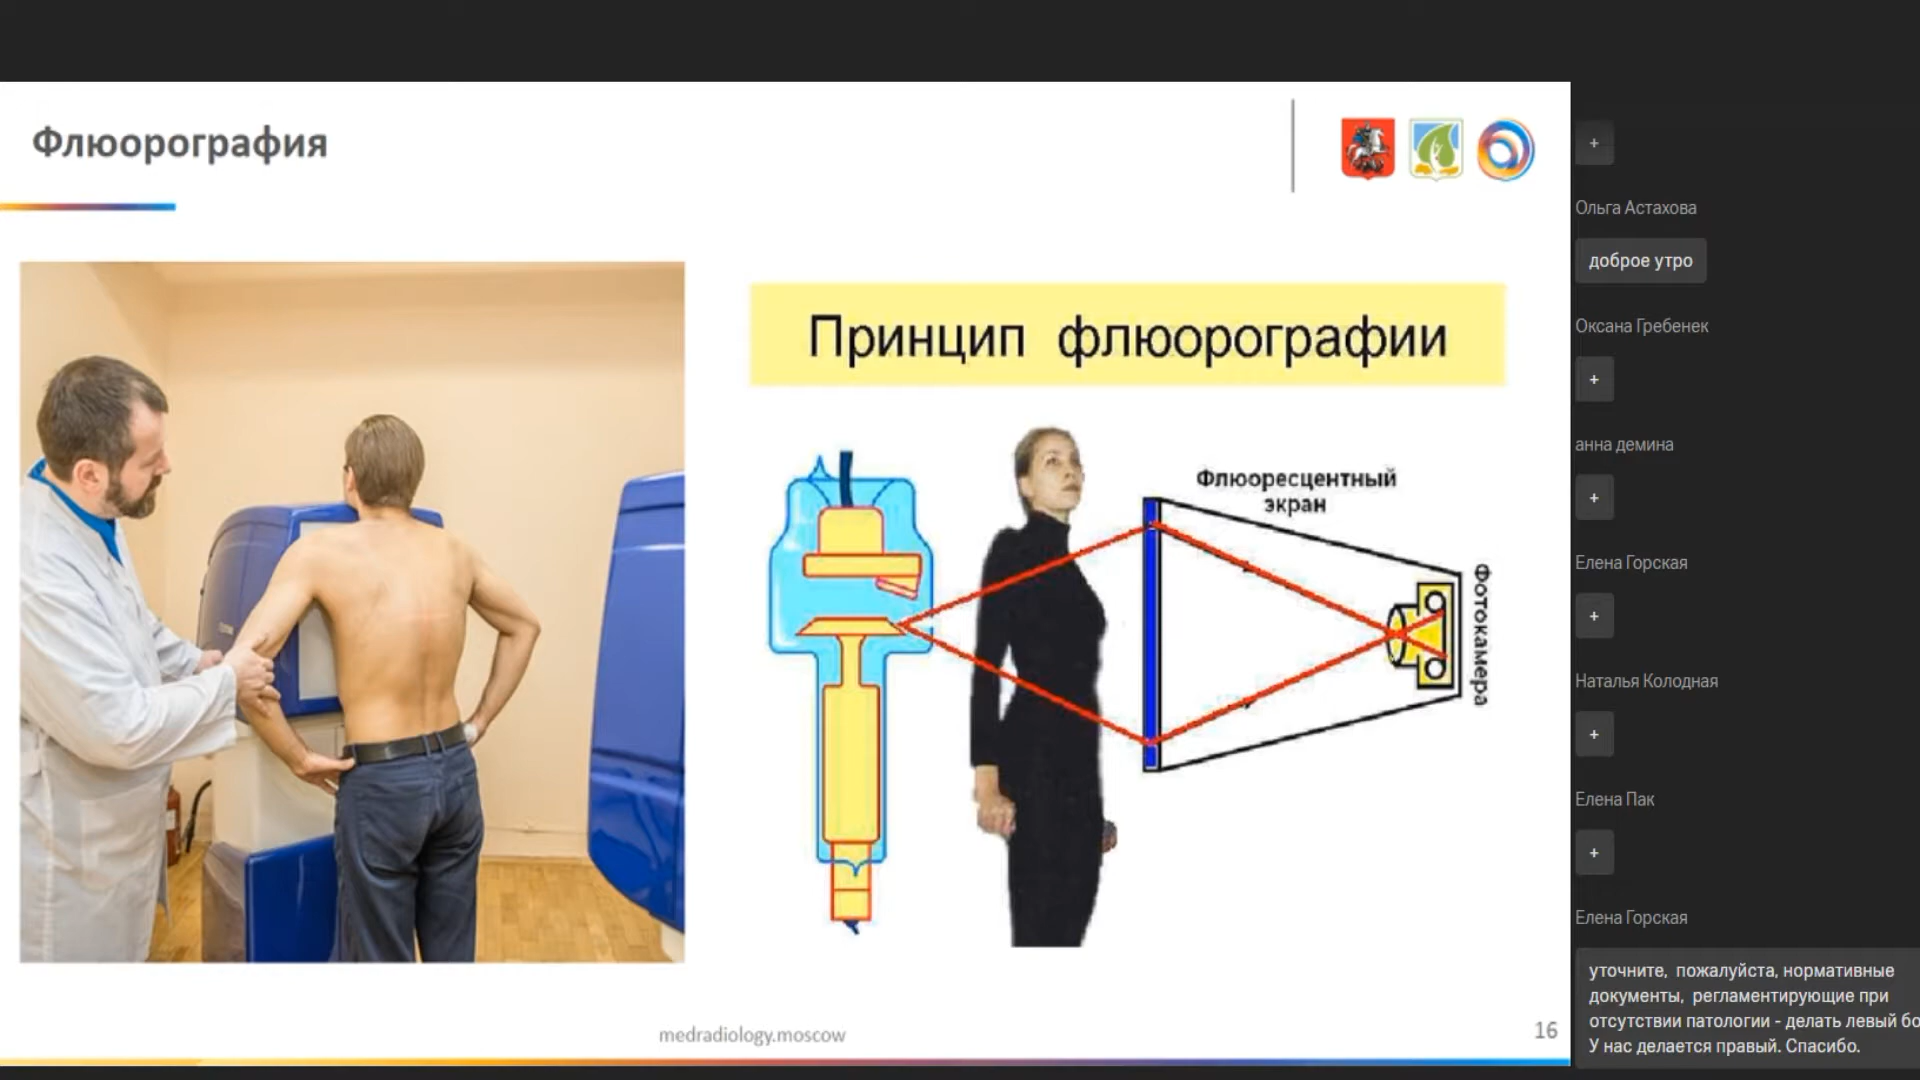 Флюорография
Принцип флюорографии
Флюоресцентный
экран
Фотокамера
medradiology.moscow
16
+
Ольга Астахова
доброе утро
Оксана Гребенек
+
анна демина
+
Елена Горская
+
Наталья Колодная
+
Елена Пак
+
Елена Горская
уточните, пожалуйста, нормативные
документы, регламентирующие при
отсутствии патологии - делать левый бо
У нас делается правый. Спасибо.